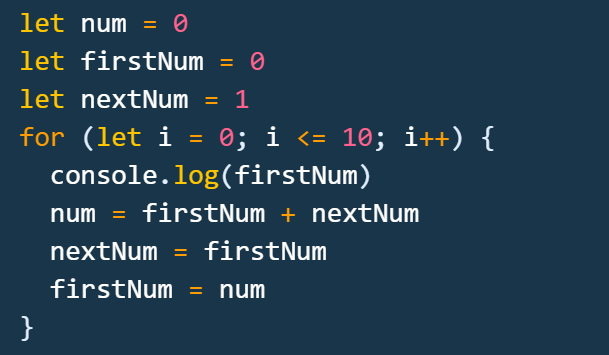 let num = 0
let firstNum = 0
let nextNum = 1
for (let i = 0; i <= 10; i++) {
  console.log(firstNum)
  num = firstNum + nextNum
  nextNum = firstNum
  firstNum = num
}